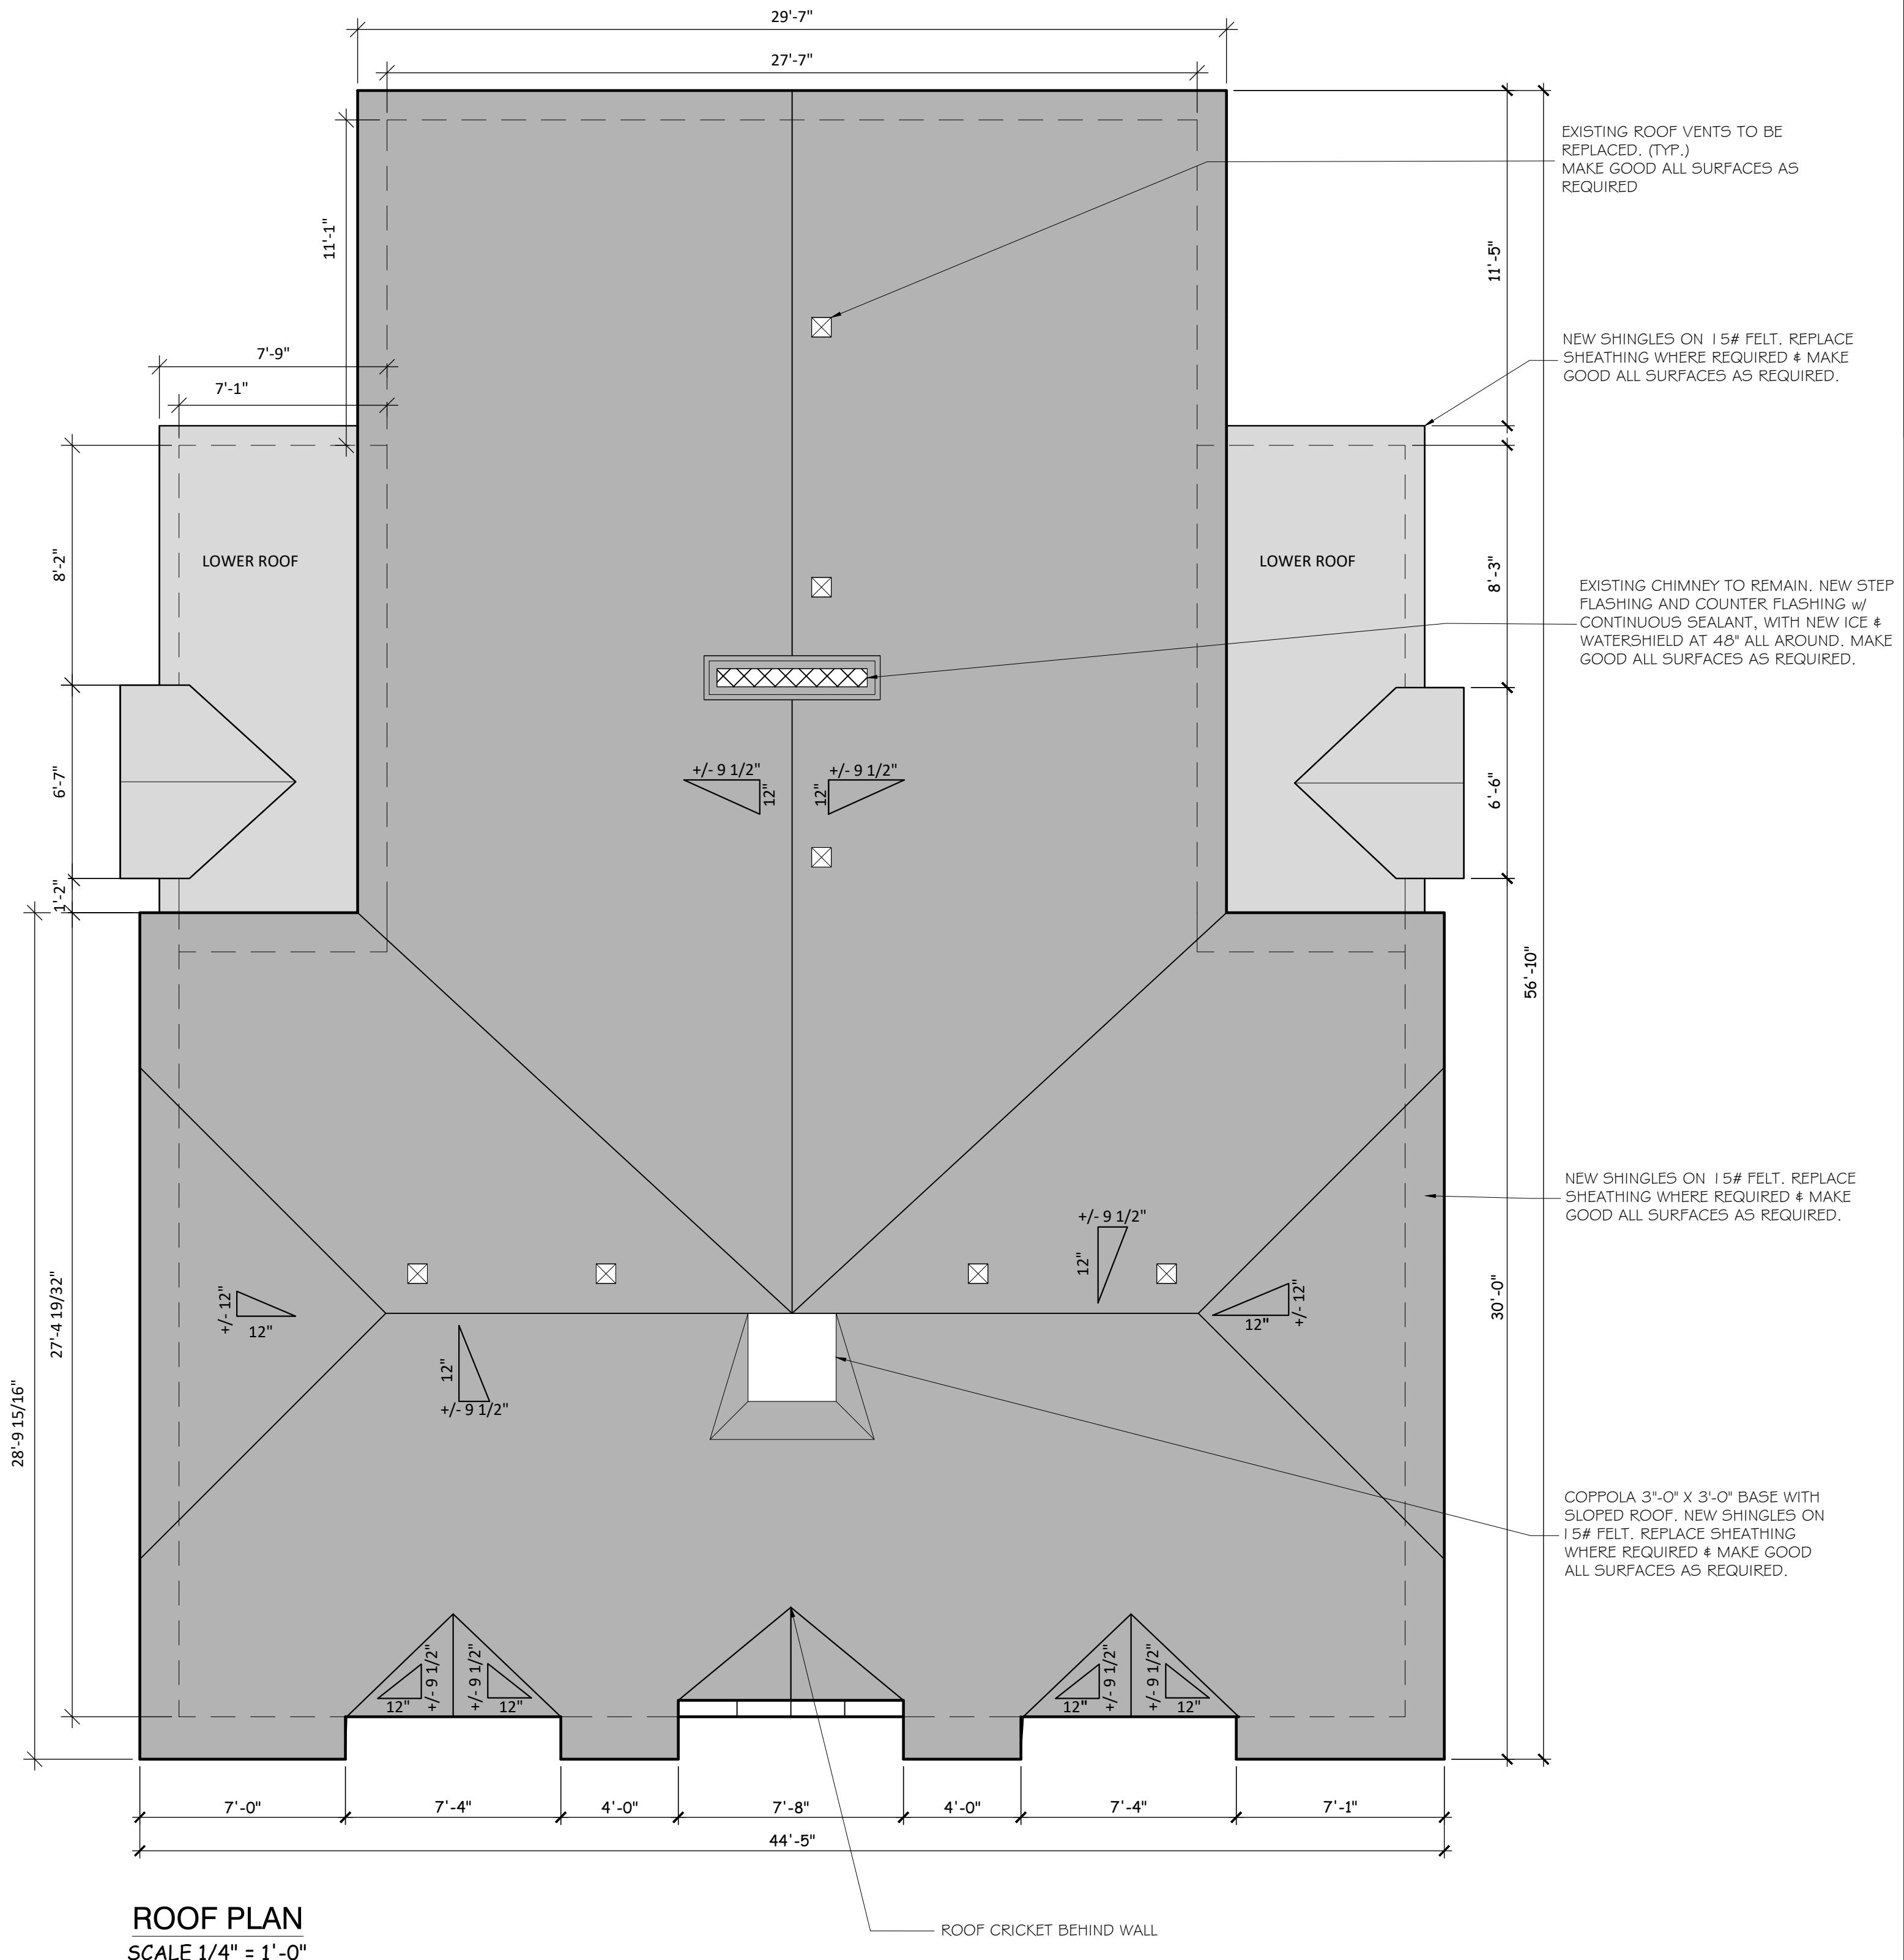 29'-7"
27'-7"
EXISTING ROOF VENTS TO BE
REPLACED. (TYP.)
MAKE GOOD ALL SURFACES AS
REQUIRED
11'-1"
11'-5"
7'-9"
7'-1"
NEW SHINGLES ON 15# FELT. REPLACE
SHEATHING WHERE REQUIRED & MAKE
GOOD ALL SURFACES AS REQUIRED.
8'-2"
LOWER ROOF
LOWER ROOF
8'-3"
EXISTING CHIMNEY TO REMAIN. NEW STEP
FLASHING AND COUNTER FLASHING w/
CONTINUOUS SEALANT, WITH NEW ICE &
WATERSHIELD AT 48" ALL AROUND. MAKE
GOOD ALL SURFACES AS REQUIRED.
6'-7"
+/- 9 1/2"
12"
+/- 9 1/2"
12"
6'-6"
1'-2"
56'-10"
NEW SHINGLES ON 15# FELT. REPLACE
SHEATHING WHERE REQUIRED & MAKE
GOOD ALL SURFACES AS REQUIRED.
+/- 9 1/2"
12"
27'-4 19/32"
+/- 12"
12"
+/- 12"
12"
30'-0"
12"
+/- 9 1/2"
28'-9 15/16"
COPPOLA 3"-0" X 3'-0" BASE WITH
SLOPED ROOF. NEW SHINGLES ON
15# FELT. REPLACE SHEATHING
WHERE REQUIRED & MAKE GOOD
ALL SURFACES AS REQUIRED.
12"
+/- 9 1/2"
+/- 9 1/2"
12"
12"
+/- 9 1/2"
+/- 9 1/2"
12"
7'-0"
7'-4"
4'-0"
7'-8"
4'-0"
7'-4"
7'-1"
44'-5"
ROOF PLAN
SCALE 1/4" = 1'-0"
ROOF CRICKET BEHIND WALL